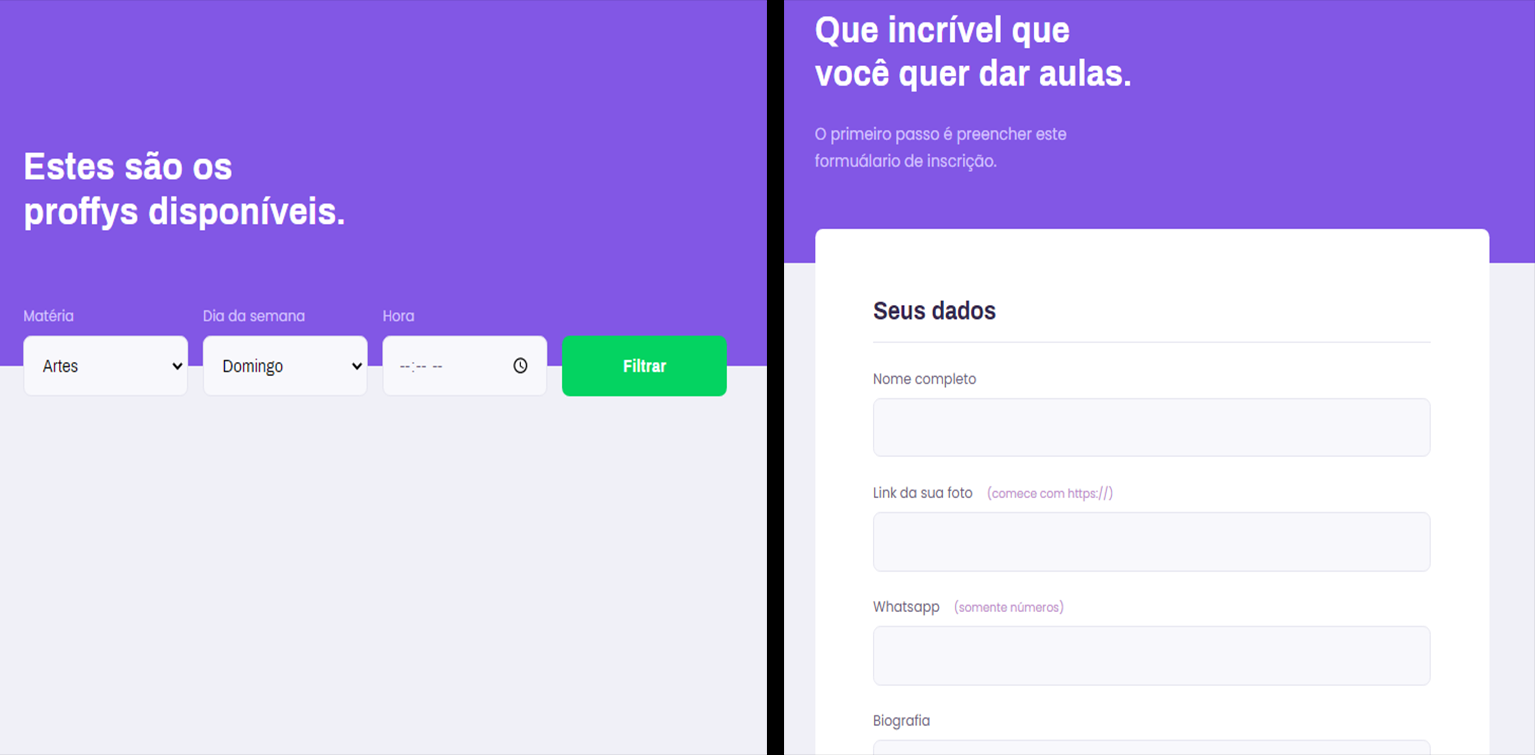 Estes são os
proffys disponíveis.
Matéria Dia da semana Hora
Artes Domingo --:-- -- Filtrar
Que incrível que
você quer dar aulas.
O primeiro passo é preencher este
formuálario de inscrição.
Seus dados
Nome completo
Link da sua foto (comece com https://)
Whatsapp (somente números)
Biografia